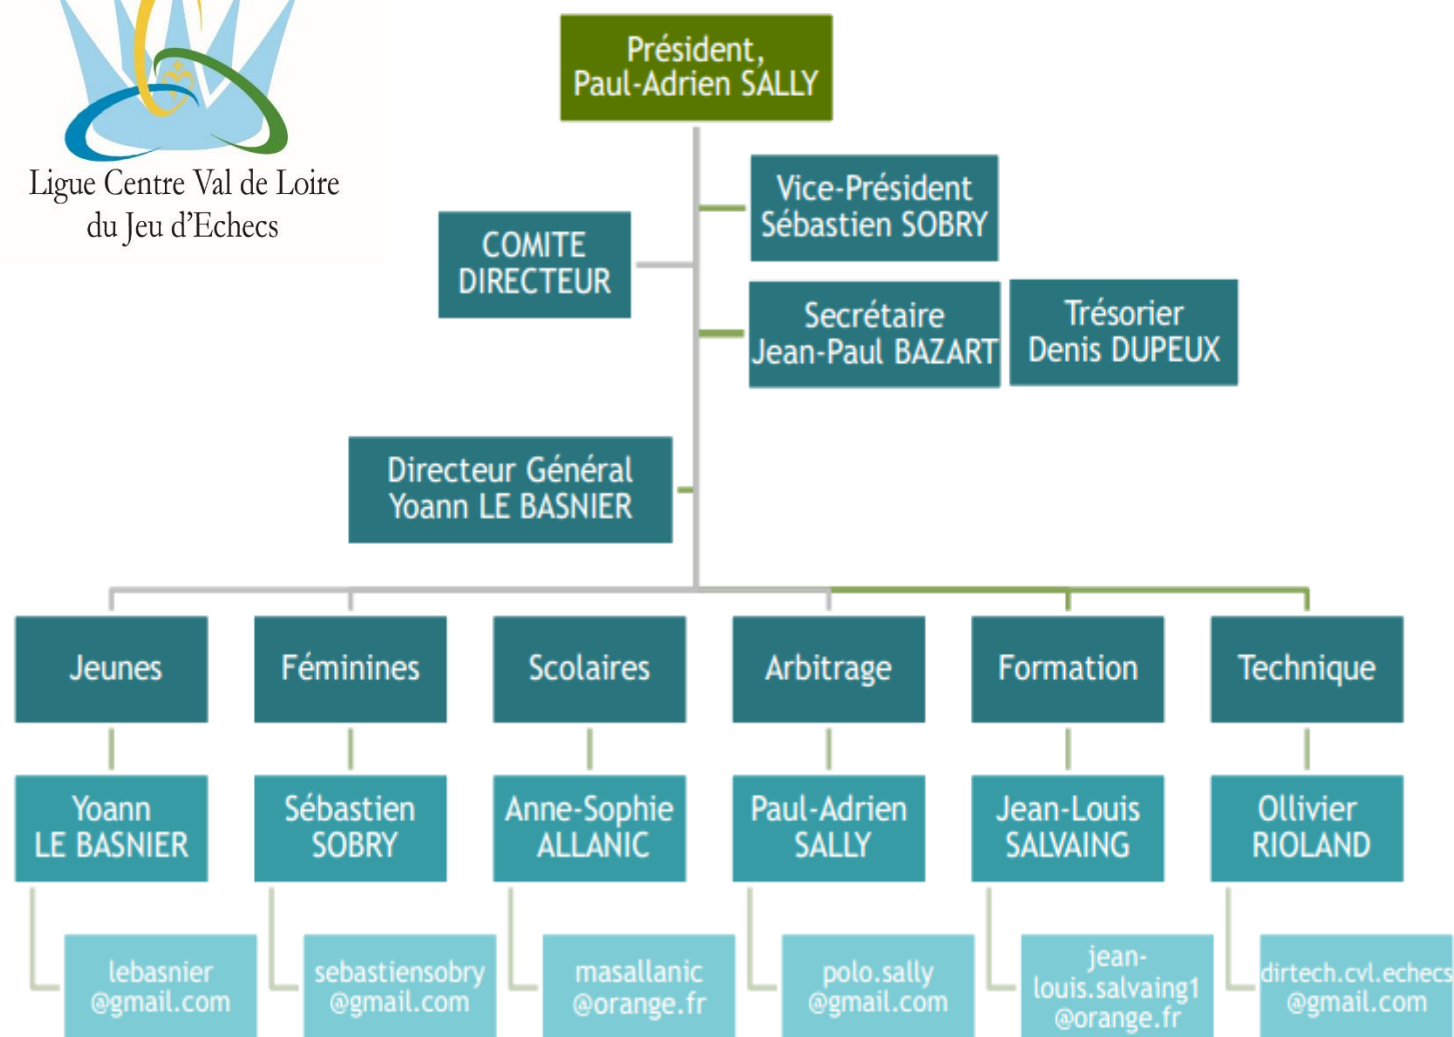 Ligue Centre Val de Loire
du Jeu d'Echecs
Président,
Paul-Adrien SALLY
Vice-Président
Sébastien SOBRY
COMITE
DIRECTEUR
Secrétaire
Jean-Paul BAZART
Trésorier
Denis DUPEUX
Directeur Général
Yoann LE BASNIER
Jeunes
Féminines
Scolaires
Arbitrage
Formation
Technique
Yoann
LE BASNIER
Sébastien
SOBRY
Anne-Sophie
ALLANIC
Paul-Adrien
SALLY
Jean-Louis
SALVAING
Ollivier
RIOLAND
lebasnier
@gmail.com
sebastiensobry
@gmail.com
masallanic
@orange.fr
polo.sally
@gmail.com
jean-
louis.salvaing1
@orange.fr
dirtech.cvl.echecs
@gmail.com